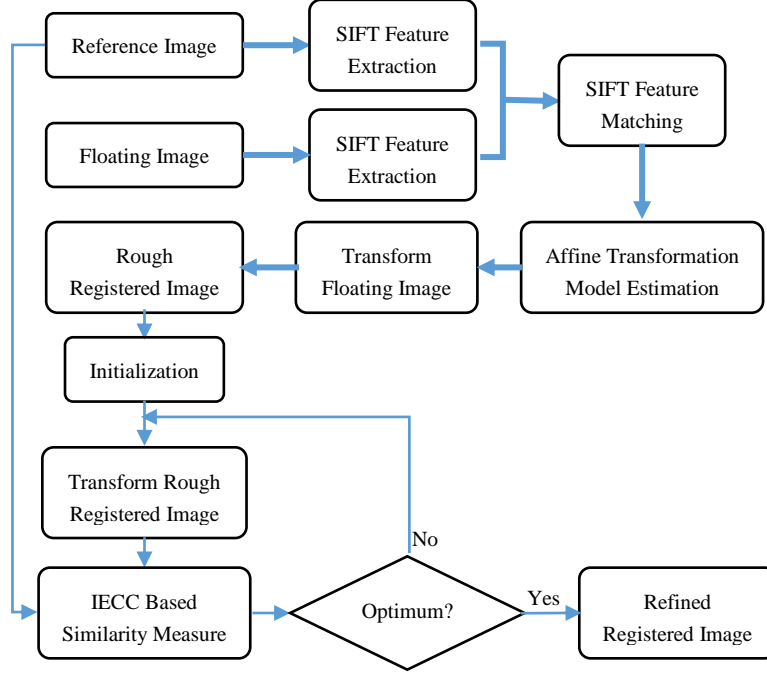 Reference Image
SIFT Feature
Extraction
SIFT Feature
Matching
Floating Image
SIFT Feature
Extraction
Rough
Registered Image
Transform
Floating Image
Affine Transformation
Model Estimation
Initialization
Transform Rough
Registered Image
No
IECC Based
Similarity Measure
Optimum?
Yes
Refined
Registered Image